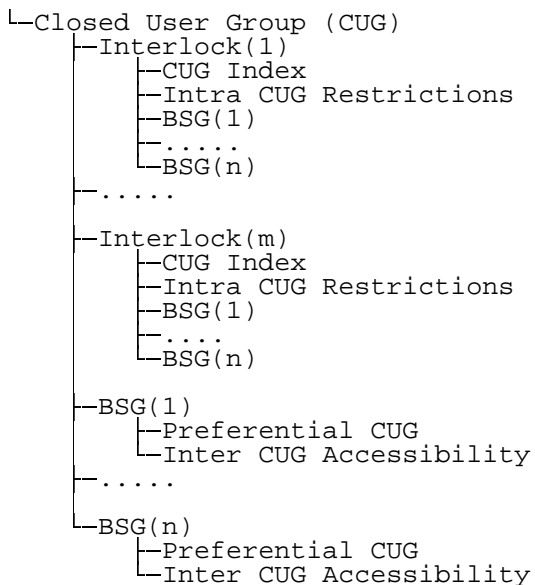 Closed User Group (CUG)
Interlock(1)
CUG Index
Intra CUG Restrictions
BSG(1)
.....
BSG(n)
.....
Interlock(m)
CUG Index
Intra CUG Restrictions
BSG(1)
....
BSG(n)
BSG(1)
Preferential CUG
Inter CUG Accessibility
.....
BSG(n)
Preferential CUG
Inter CUG Accessibility